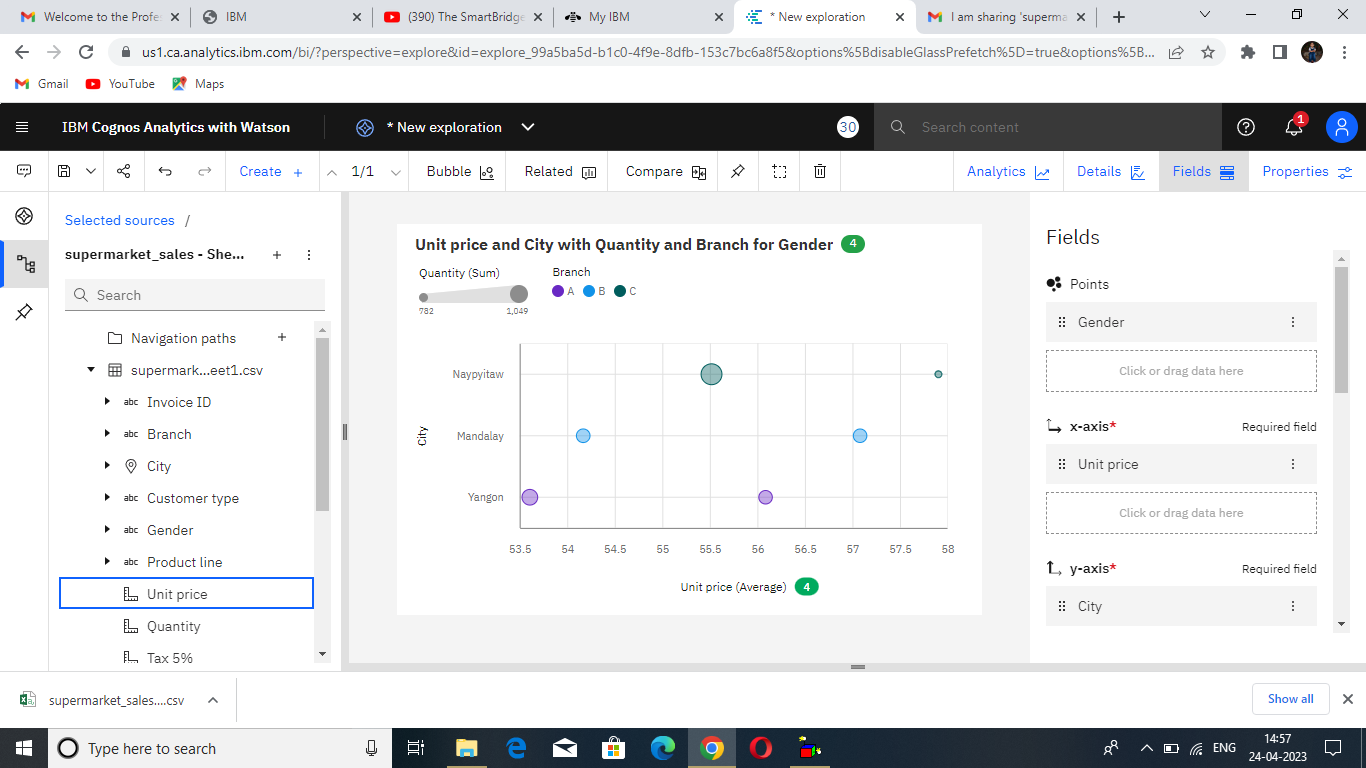 Welcome to the Profes
IBM
(390) The SmartBridge
My IBM
* New exploration
I am sharing 'superma
us1.ca.analytics.ibm.com/bi/?perspective=explore&id=explore_99a5ba5d-b1c0-4f9e-8dfb-153c7bc6a8f5&options%5BdisableGlassPrefetch%5D=true&options%5B...
Gmail
YouTube
Maps
IBM Cognos Analytics with Watson
* New exploration
30
Search content
1
Create
1/1
Bubble
Related
Compare
Analytics
Details
Fields
Properties
Selected sources /
supermarket_sales - She...
Search
Navigation paths
supermark...eet1.csv
abc Invoice ID
abc Branch
City
abc Customer type
abc Gender
abc Product line
Unit price
Quantity
Tax 5%
Unit price and City with Quantity and Branch for Gender 4
Quantity (Sum)
782 1,049
Branch
A B C
City
Naypyitaw
Mandalay
Yangon
53.5 54 54.5 55 55.5 56 56.5 57 57.5 58
Unit price (Average) 4
Fields
Points
Gender
Click or drag data here
x-axis* Required field
Unit price
Click or drag data here
y-axis* Required field
City
supermarket_sales....csv
Show all
Type here to search
ENG
14:57
24-04-2023